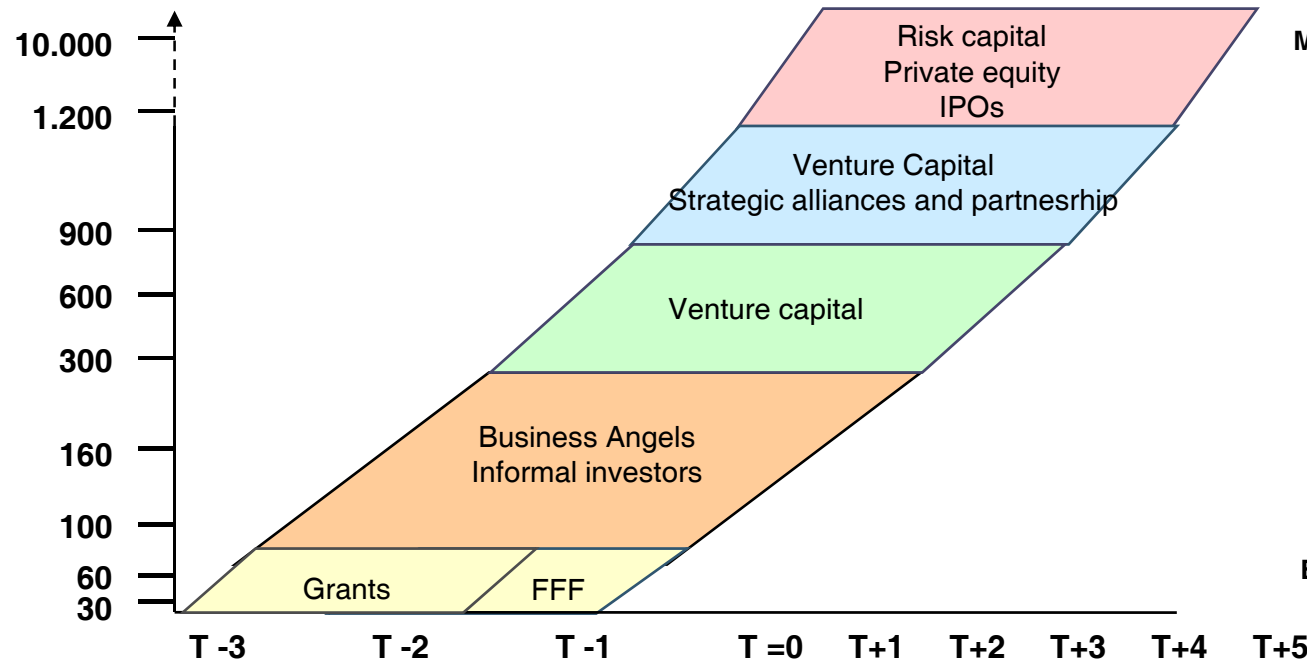 10.000
1.200
900
600
300
160
100
60
30
Risk capital
Private equity
IPOs
Venture Capital
Strategic alliances and partnesrhip
Venture capital
Business Angels
Informal investors
Grants
FFF
T -3 T -2 T -1 T =0 T+1 T+2 T+3 T+4 T+5